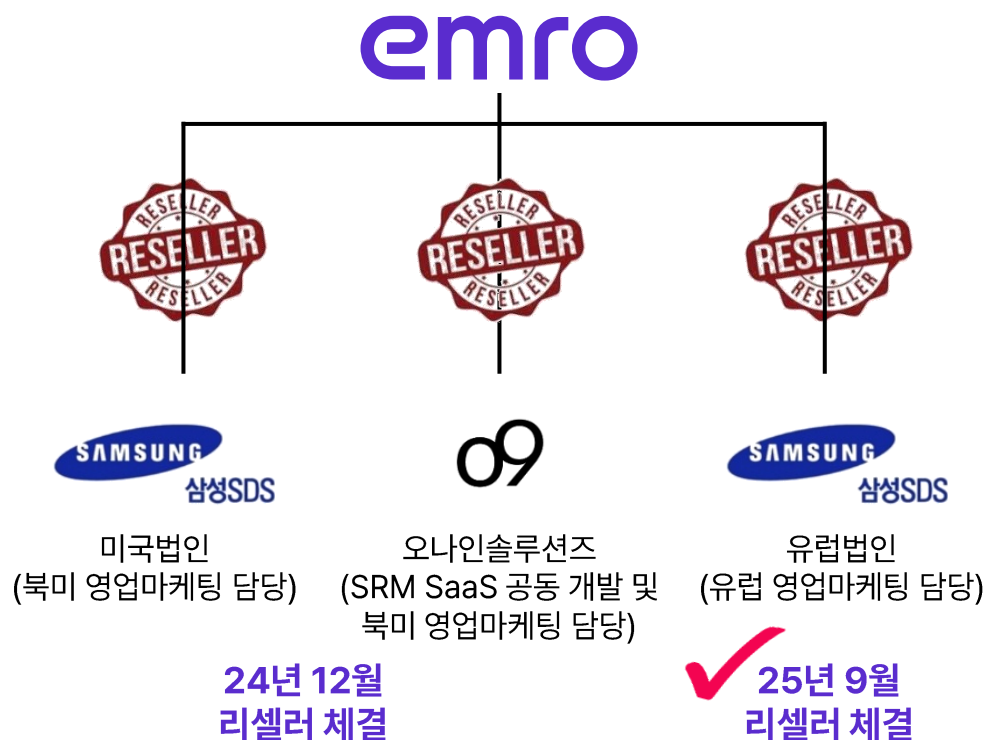 emro
RESELLER
RESELLER
RESELLER
RESELLER
RESELLER
RESELLER
RESELLER
RESELLER
RESELLER
SAMSUNG
삼성SDS
o9
SAMSUNG
삼성SDS
미국법인
(북미 영업마케팅 담당)
오나인솔루션즈
(SRM SaaS 공동 개발 및
북미 영업마케팅 담당)
유럽법인
(유럽 영업마케팅 담당)
24년 12월
리셀러 체결
25년 9월
리셀러 체결